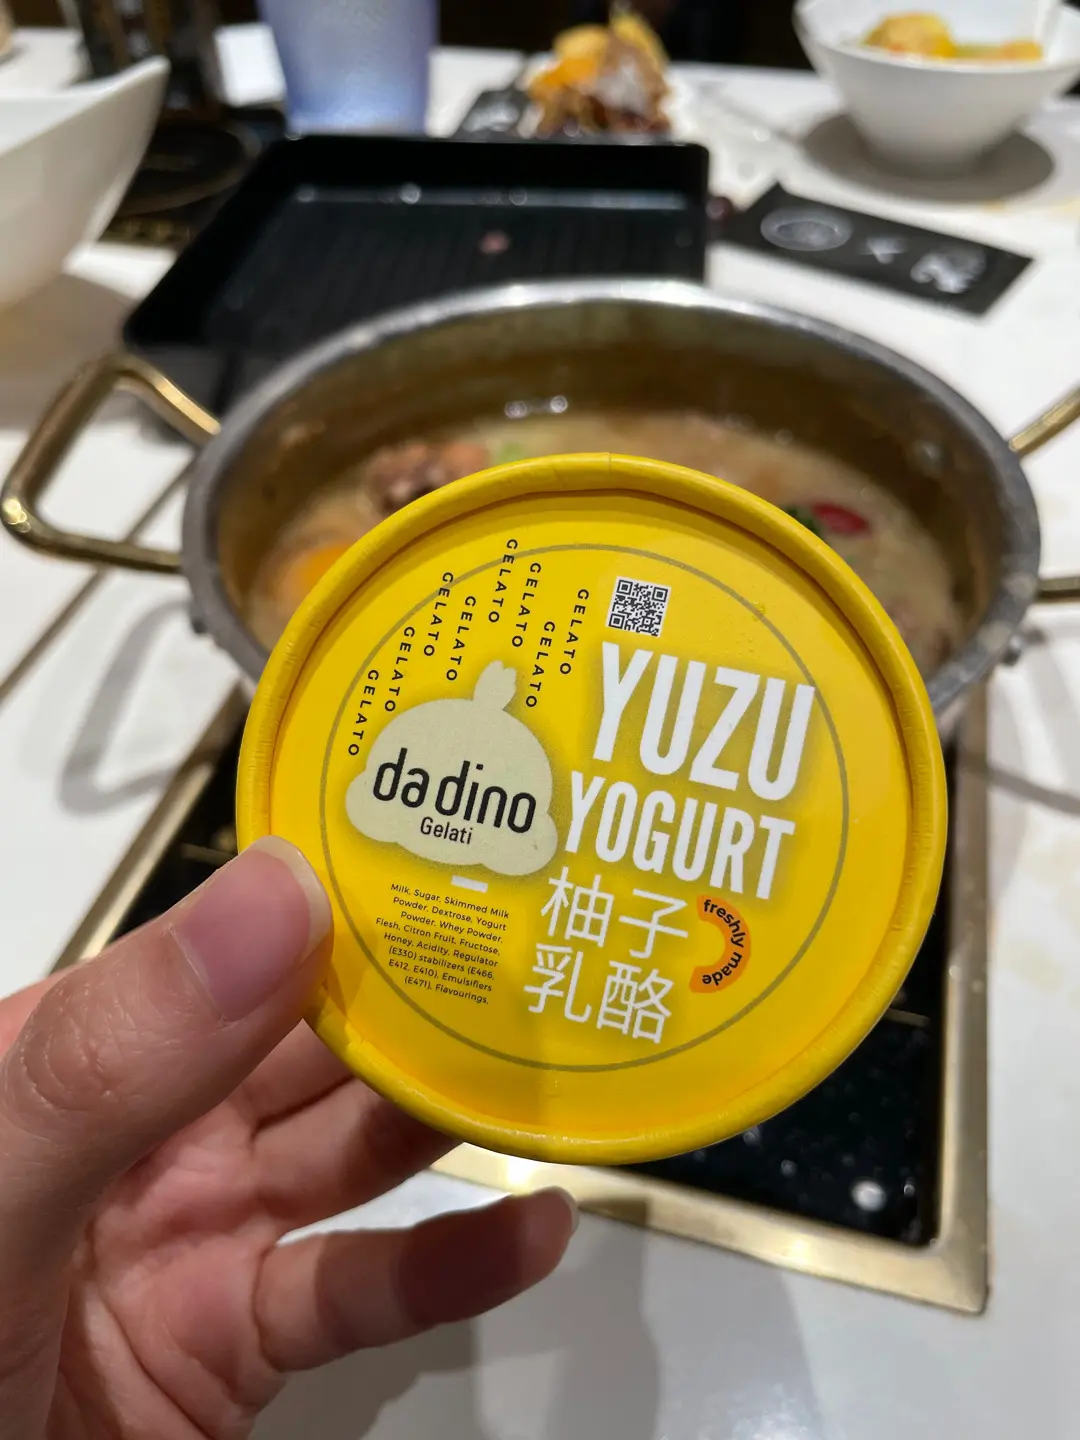 GELATO
GELATO
GELATO
GELATO
GELATO
GELATO
GELATO
GELATO
da dino
Gelati
YUZU
YOGURT
柚子
乳酪
freshly made
Milk, Sugar, Skimmed Milk
Powder, Dextrose, Yogurt
Powder, Whey Powder,
Flesh, Citron Fruit, Fructose,
Honey, Acidity, Regulator
(E330) stabilizers (E466,
E412, E410), Emulsifiers
(E471), Flavourings,